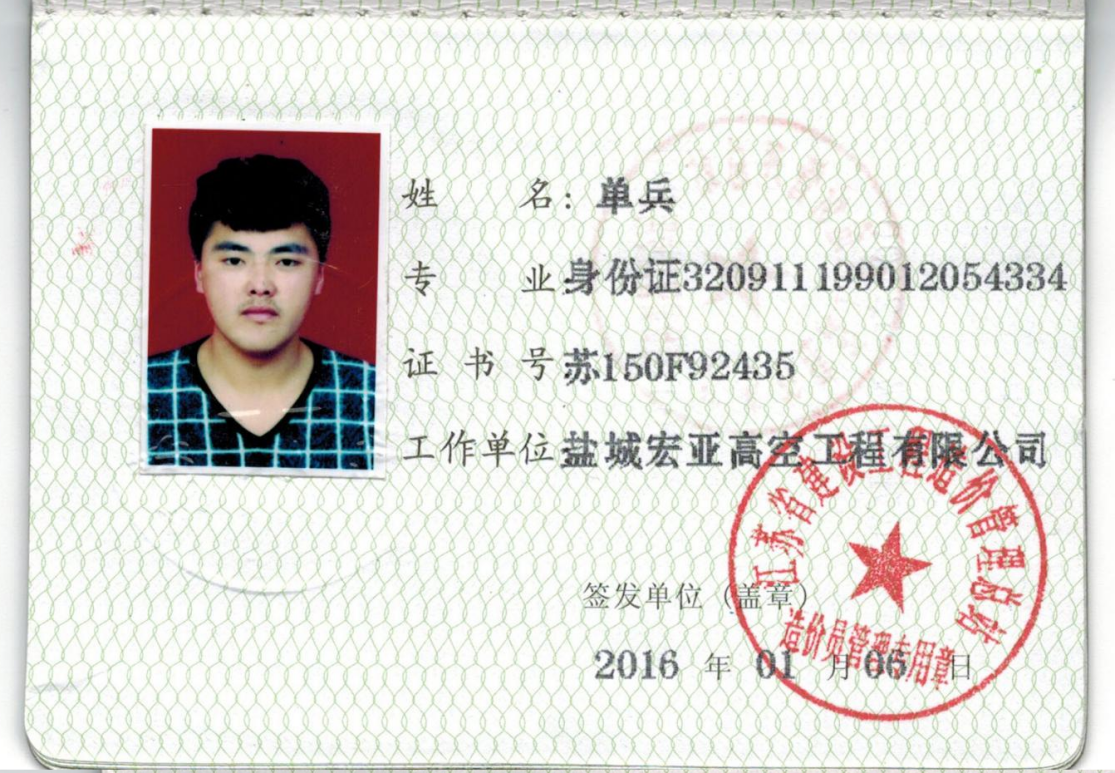 姓 名：单兵
专 业:身份证320911199012054334
证 书 号:苏150F92435
工作单位:盐城宏亚高空工程有限公司
签发单位（盖章）
2016 年 01 月 06 日
江苏省建设工程造价管理总站
造价员管理专用章